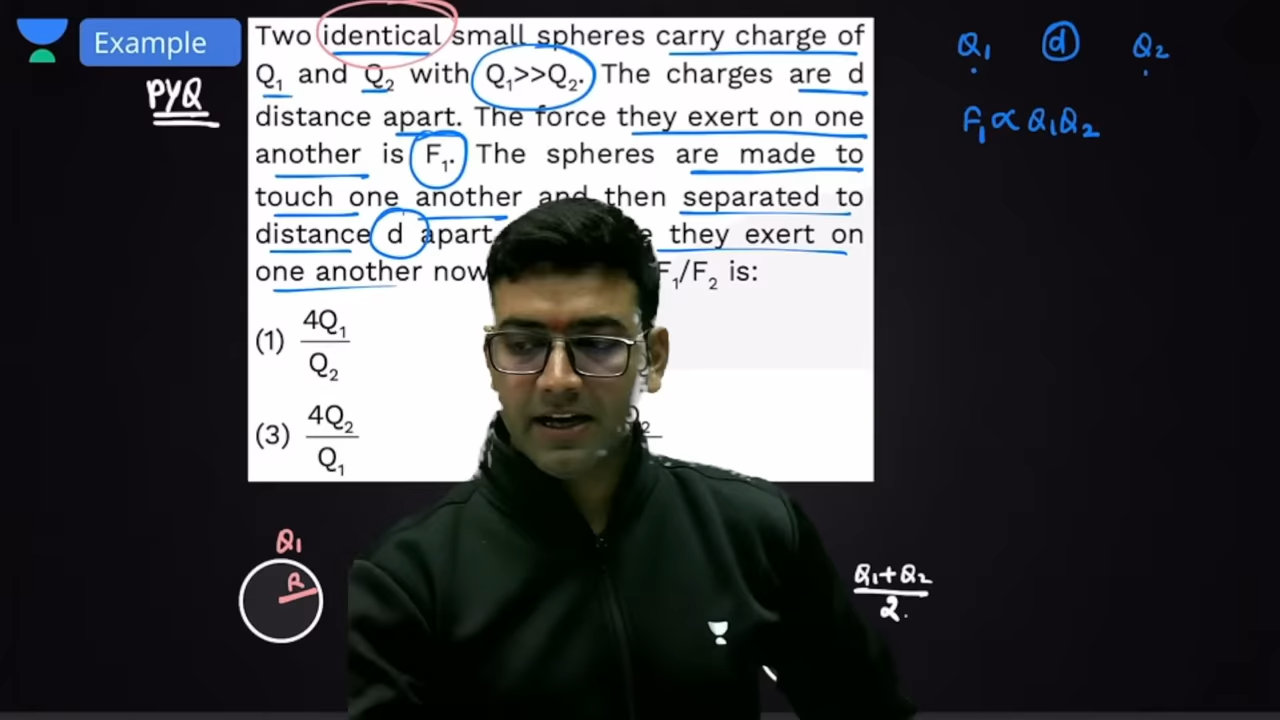 Example
PYQ
Two identical small spheres carry charge of
Q₁ and Q₂ with Q₁>>Q₂. The charges are d
distance apart. The force they exert on one
another is F₁. The spheres are made to
touch one another and then separated to
distance d apart they exert on
one another now F₁/F₂ is:
(1) 4Q₁/Q₂
(3) 4Q₂/Q₁
Q₁ d Q₂
F₁ ∝ Q₁Q₂
Q₁
R
Q₁+Q₂/2